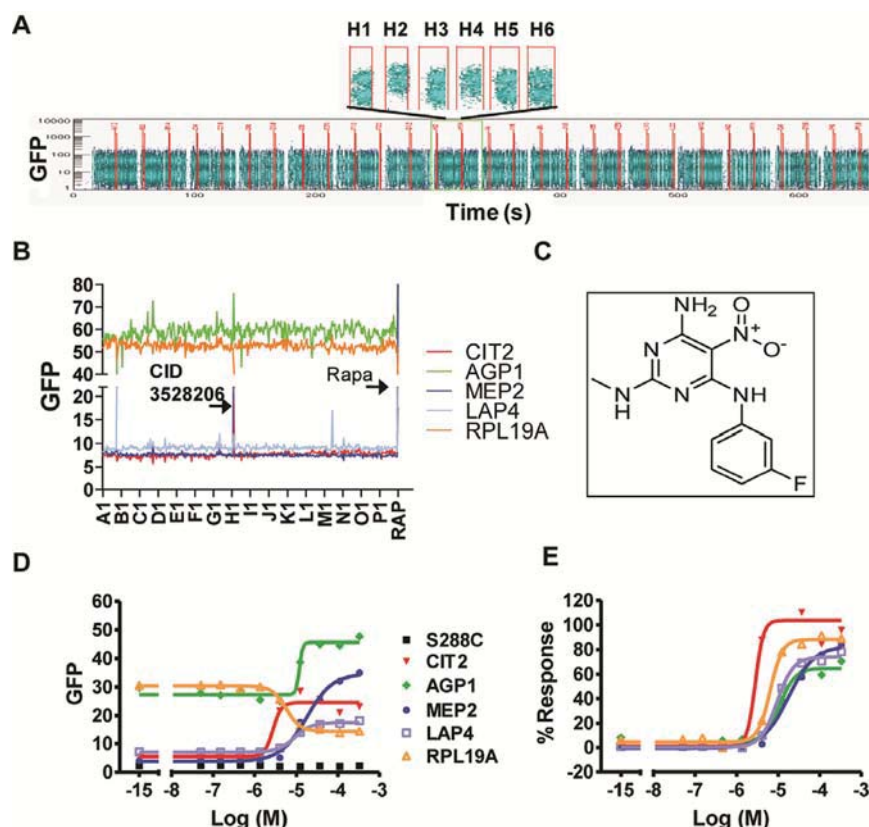 A
H1 H2 H3 H4 H5 H6
GFP
10000
100
10
1
0 200 400 500 600
Time (s)
B
GFP
80
70
60
50
40
20
15
10
5
0
CID
3528206
Rapa
A1 B1 C1 D1 E1 F1 G1 H1 I1 J1 K1 L1 M1 N1 O1 P1 RAP
CIT2
AGP1
MEP2
LAP4
RPL19A
C
NH2
O
N+
O-
N
N
N
H
NH
F
D
GFP
60
50
40
30
20
10
0
-15 -8 -7 -6 -5 -4 -3
Log (M)
S288C
CIT2
AGP1
MEP2
LAP4
RPL19A
E
% Response
120
100
80
60
40
20
0
-20
-15 -8 -7 -6 -5 -4 -3
Log (M)